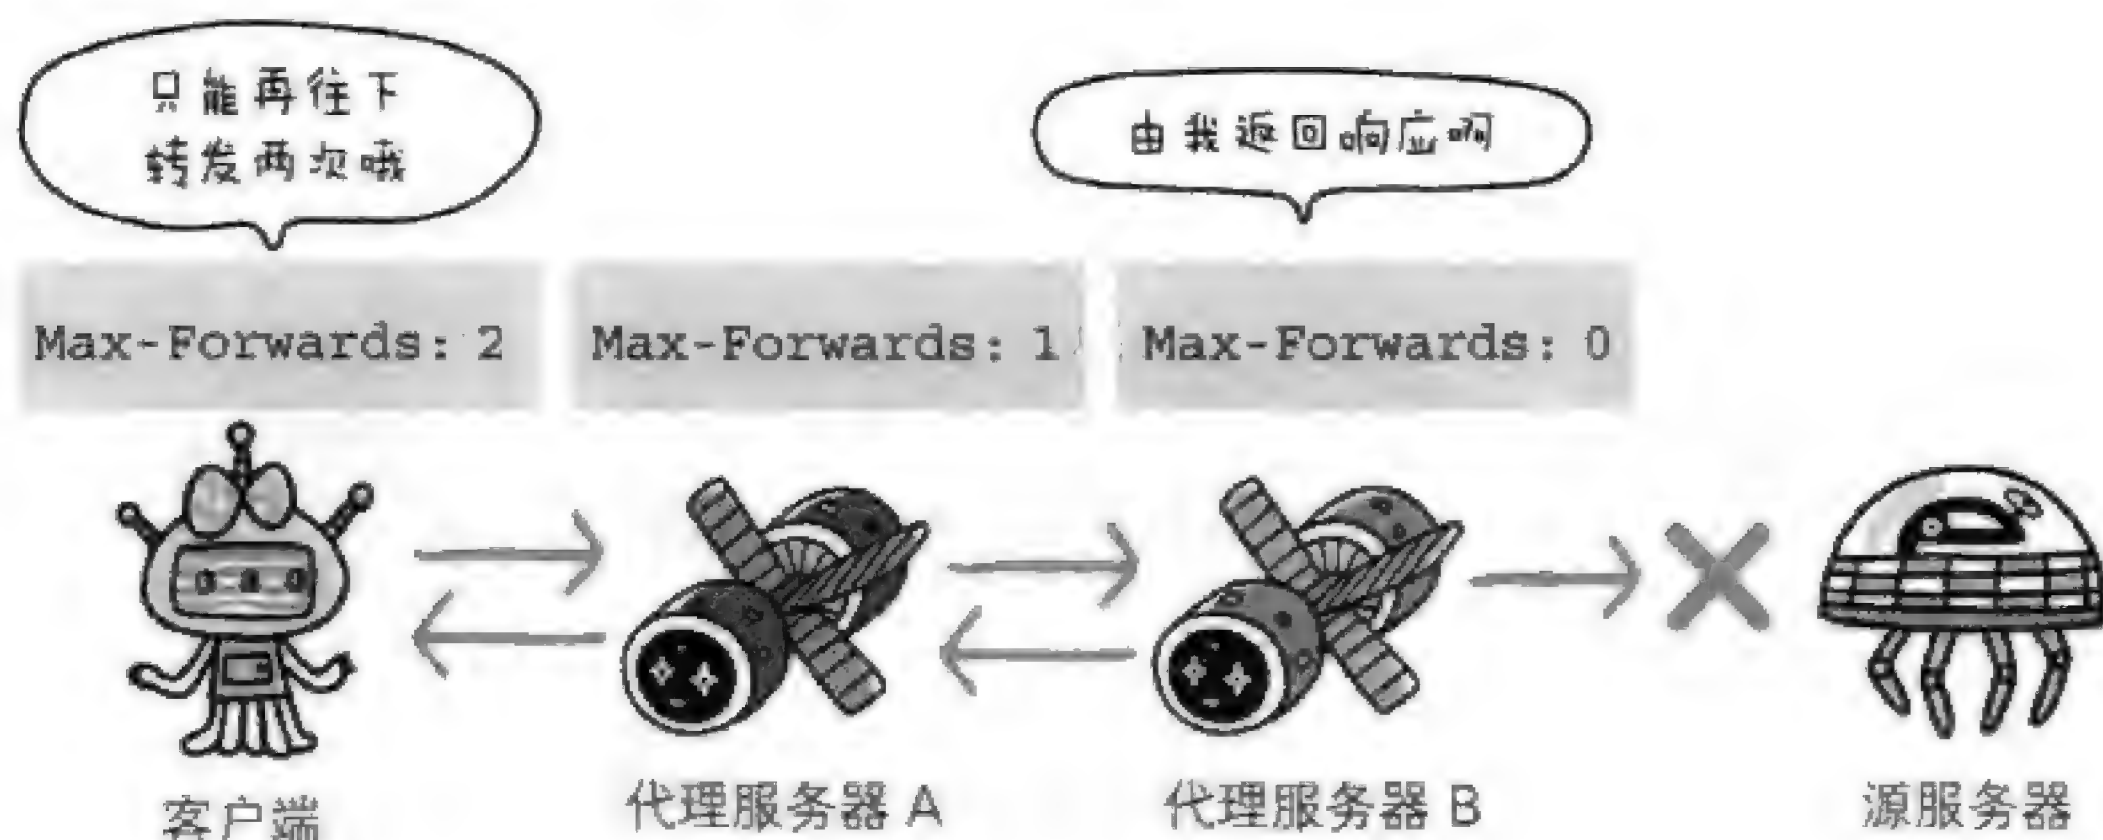 只能再往下
转发两次哦
由我返回响应啊
Max-Forwards: 2
Max-Forwards: 1
Max-Forwards: 0
客户端
代理服务器 A
代理服务器 B
源服务器